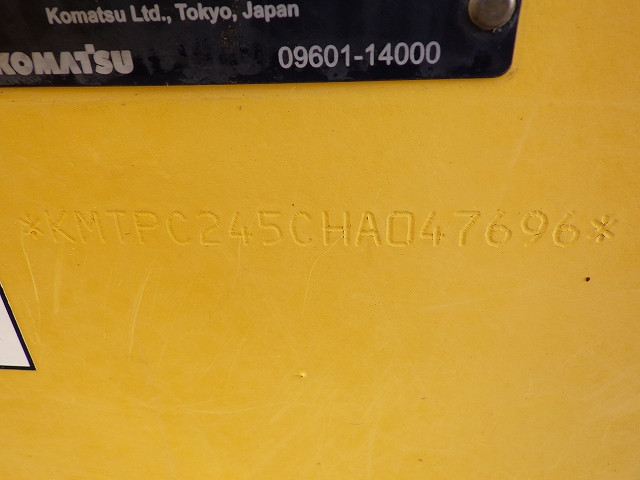 Komatsu Ltd., Tokyo, Japan
KOMATSU 09601-14000
*KMTPC245CHA047696*